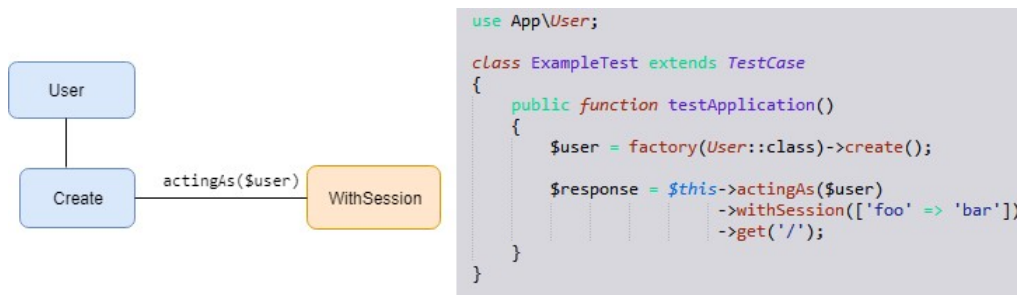 User
Create
actingAs($user)
WithSession
use App\User;
class ExampleTest extends TestCase
{
public function testApplication()
{
$user = factory(User::class)->create();
$response = $this->actingAs($user)
->withSession(['foo' => 'bar'])
->get('/');
}
}